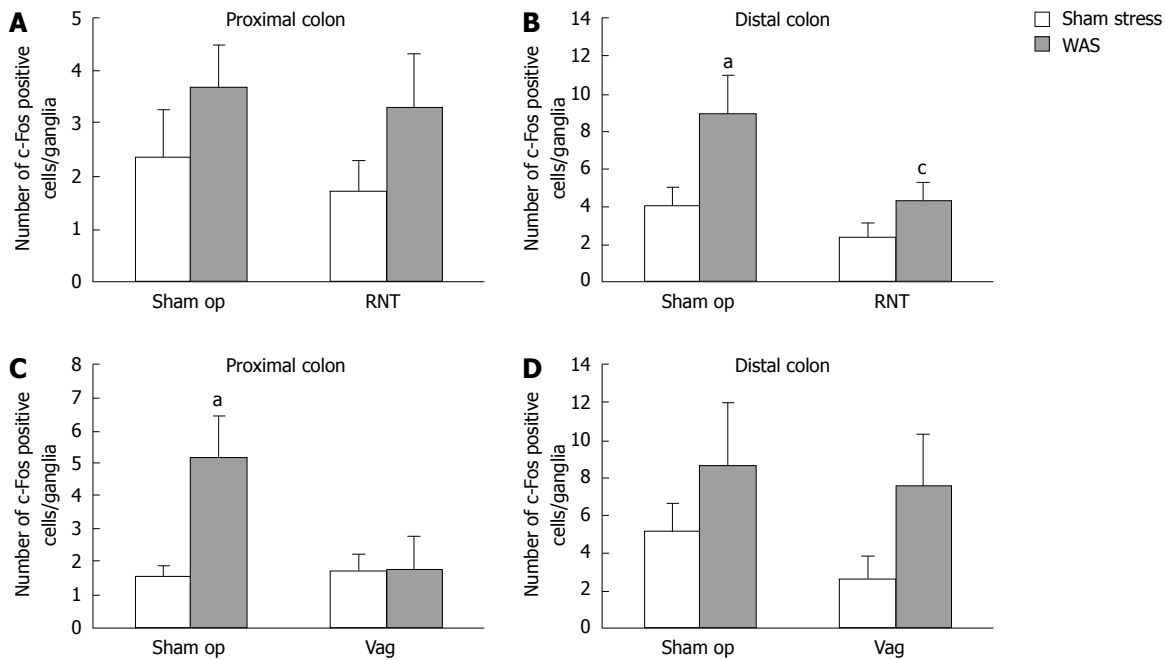 A
Proximal colon
Number of c-Fos positive
cells/ganglia
5
4
3
2
1
0
Sham op
RNT
B
Distal colon
Number of c-Fos positive
cells/ganglia
14
12
10
8
6
4
2
0
a
c
Sham op
RNT
Sham stress
WAS
C
Proximal colon
Number of c-Fos positive
cells/ganglia
8
7
6
5
4
3
2
1
0
a
Sham op
Vag
D
Distal colon
Number of c-Fos positive
cells/ganglia
14
12
10
8
6
4
2
0
Sham op
Vag